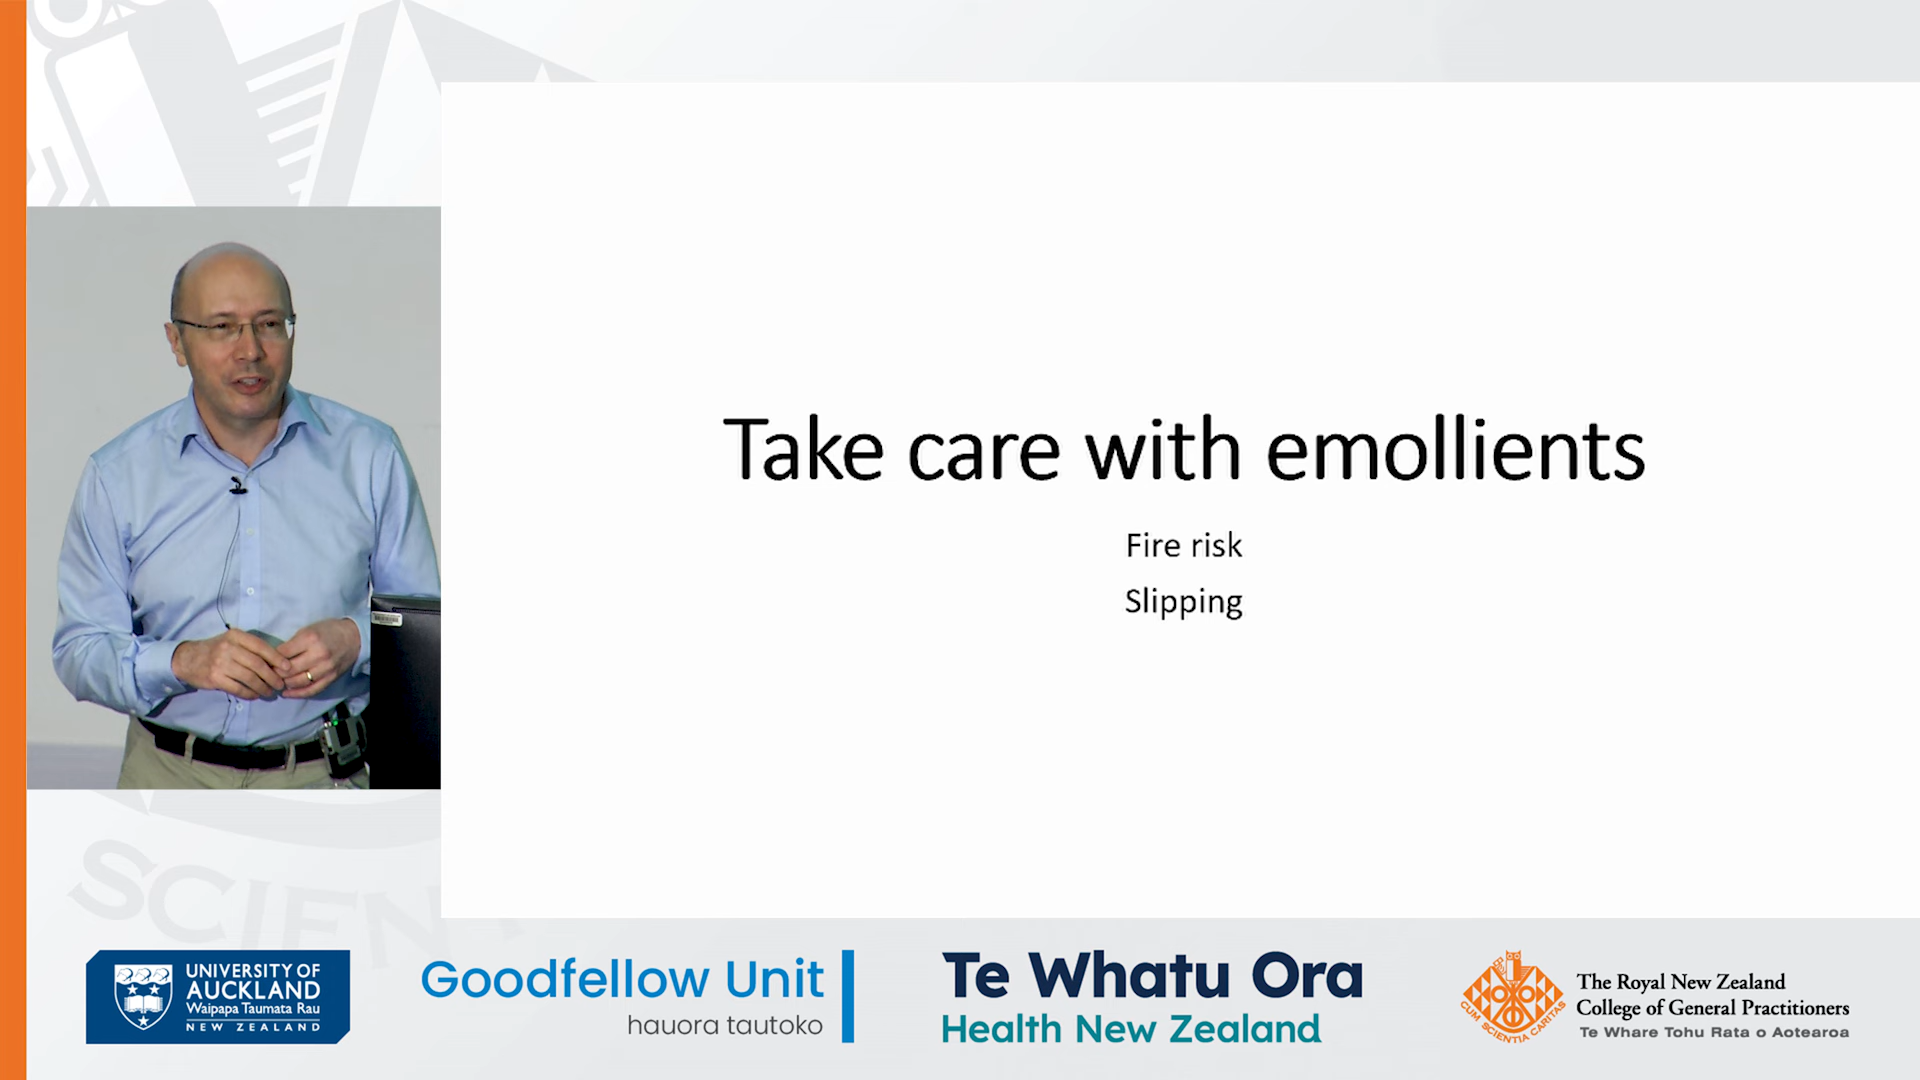 Take care with emollients
Fire risk
Slipping
SCIEN
UNIVERSITY OF
AUCKLAND
Waipapa Taumata Rau
NEW ZEALAND
Goodfellow Unit
hauora tautoko
Te Whatu Ora
Health New Zealand
CUM SCIENTIA CARITAS
The Royal New Zealand
College of General Practitioners
Te Whare Tohu Rata o Aotearoa